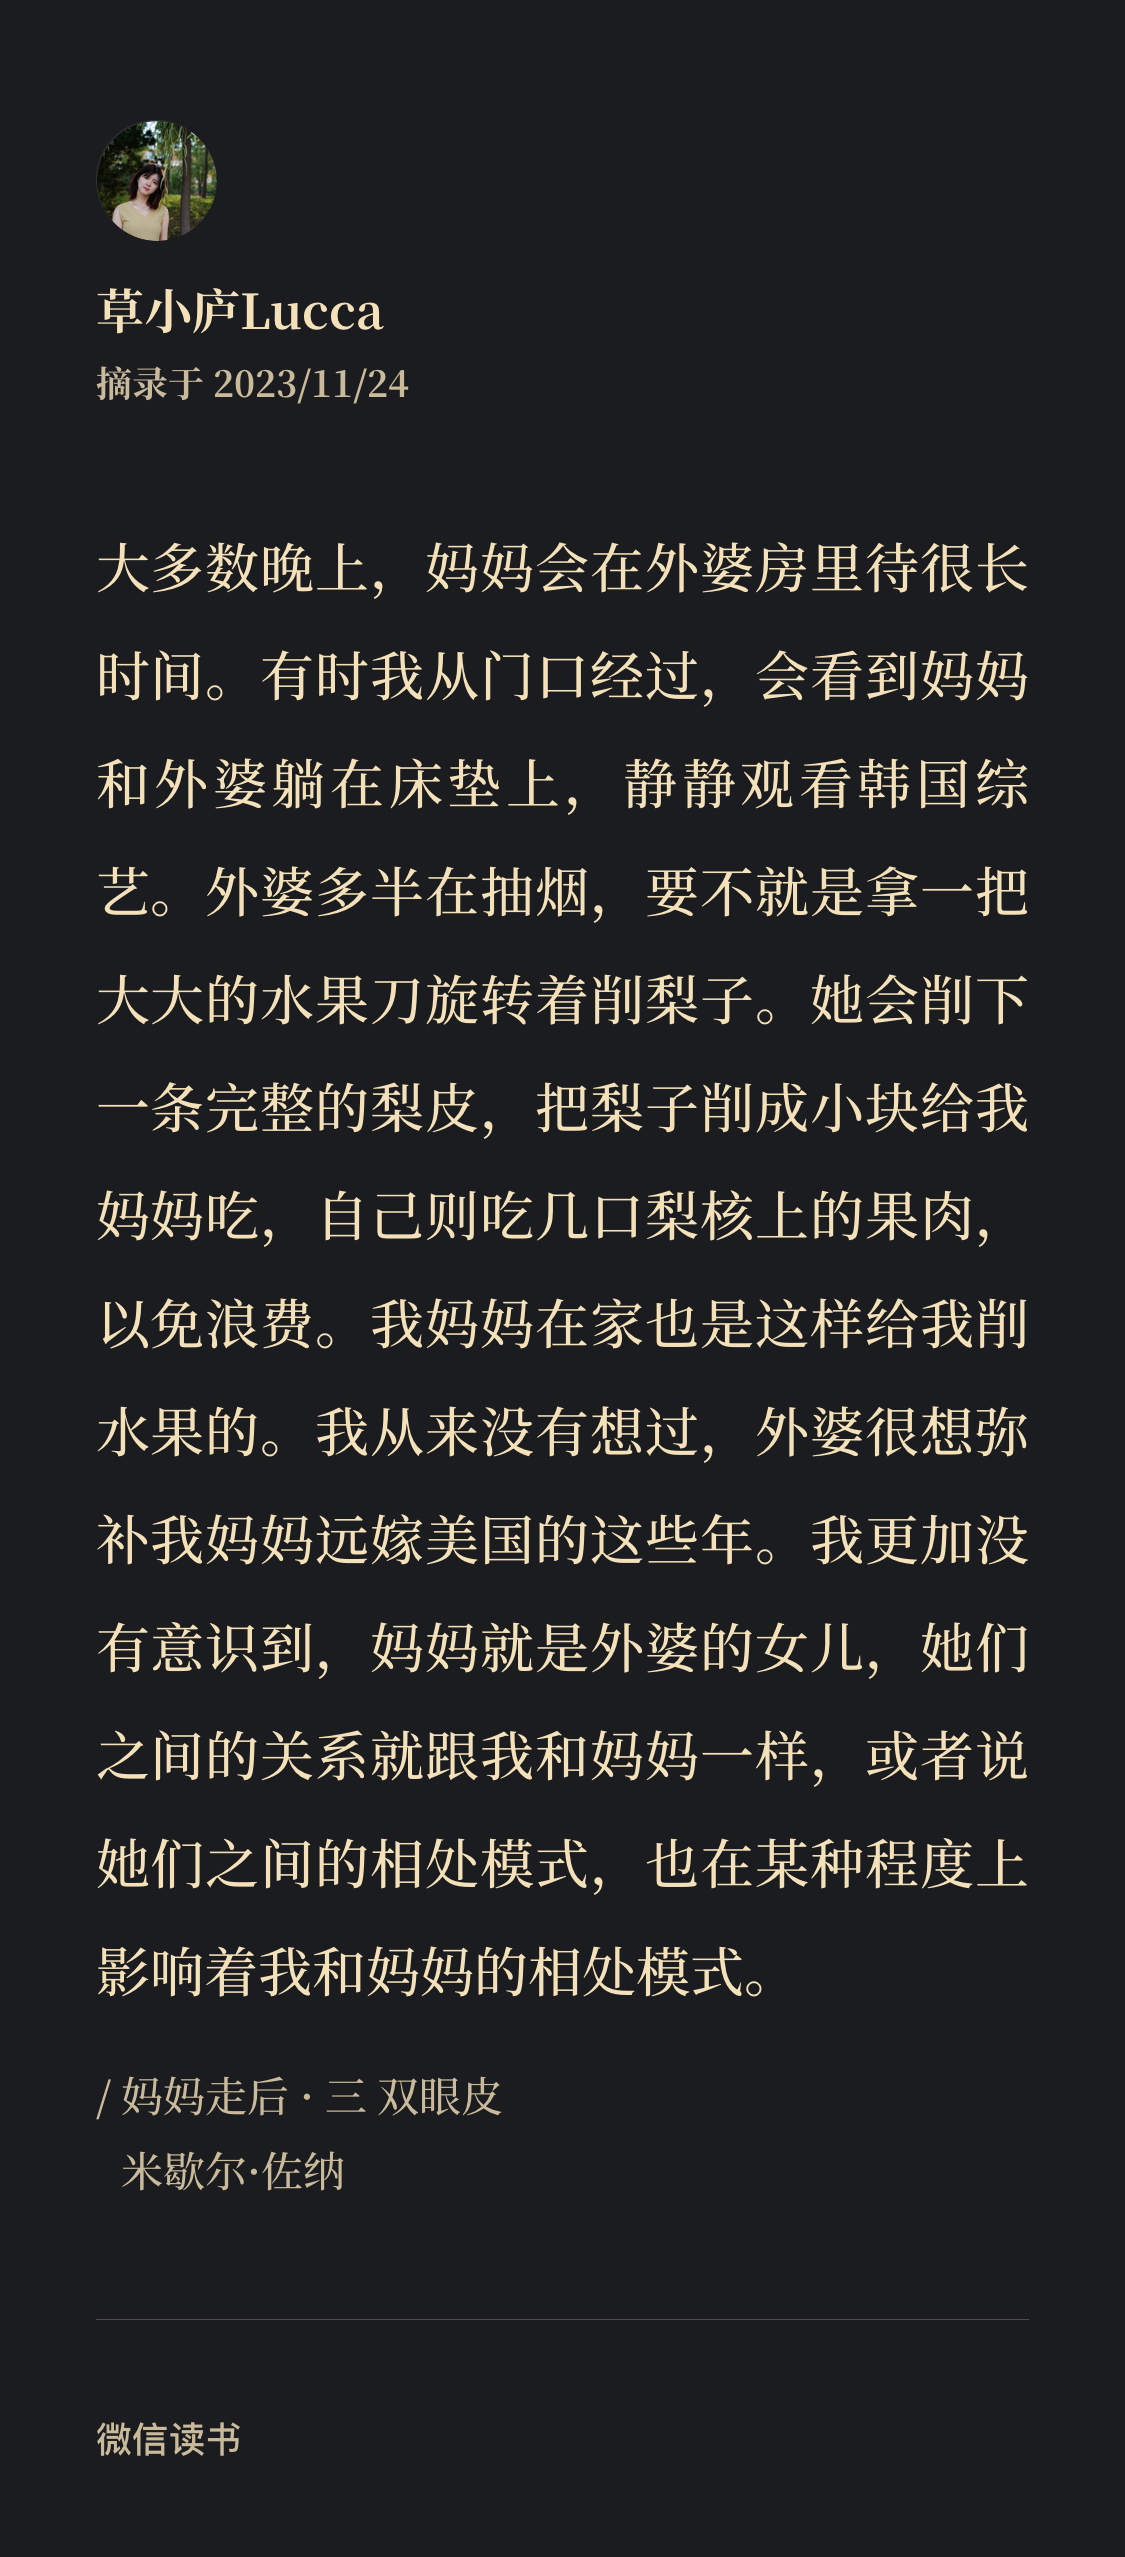 草小庐Lucca
摘录于 2023/11/24
大多数晚上，妈妈会在外婆房里待很长
时间。有时我从门口经过，会看到妈妈
和外婆躺在床垫上，静静观看韩国综
艺。外婆多半在抽烟，要不就是拿一把
大大的水果刀旋转着削梨子。她会削下
一条完整的梨皮，把梨子削成小块给我
妈妈吃，自己则吃几口梨核上的果肉，
以免浪费。我妈妈在家也是这样给我削
水果的。我从来没有想过，外婆很想弥
补我妈妈远嫁美国的这些年。我更加没
有意识到，妈妈就是外婆的女儿，她们
之间的关系就跟我和妈妈一样，或者说
她们之间的相处模式，也在某种程度上
影响着我和妈妈的相处模式。
/ 妈妈走后 · 三 双眼皮
米歇尔·佐纳
微信读书